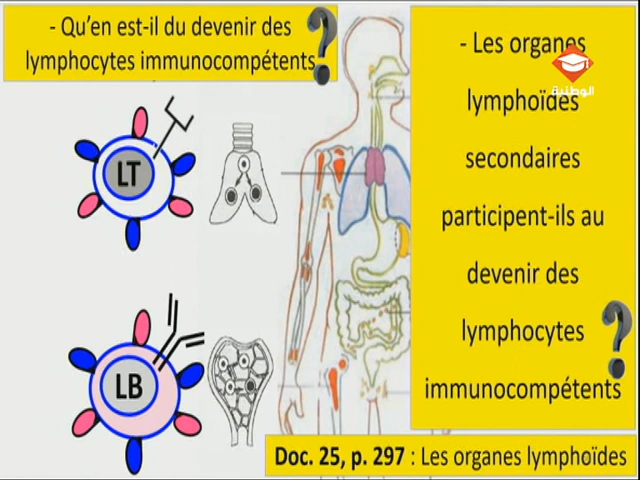 - Qu'en est-il du devenir des
lymphocytes immunocompétents
?
- Les organes
lymphoïdes
secondaires
participent-ils au
devenir des
lymphocytes
immunocompétents
?
الوطنية
LT
LB
Doc. 25, p. 297 : Les organes lymphoïdes